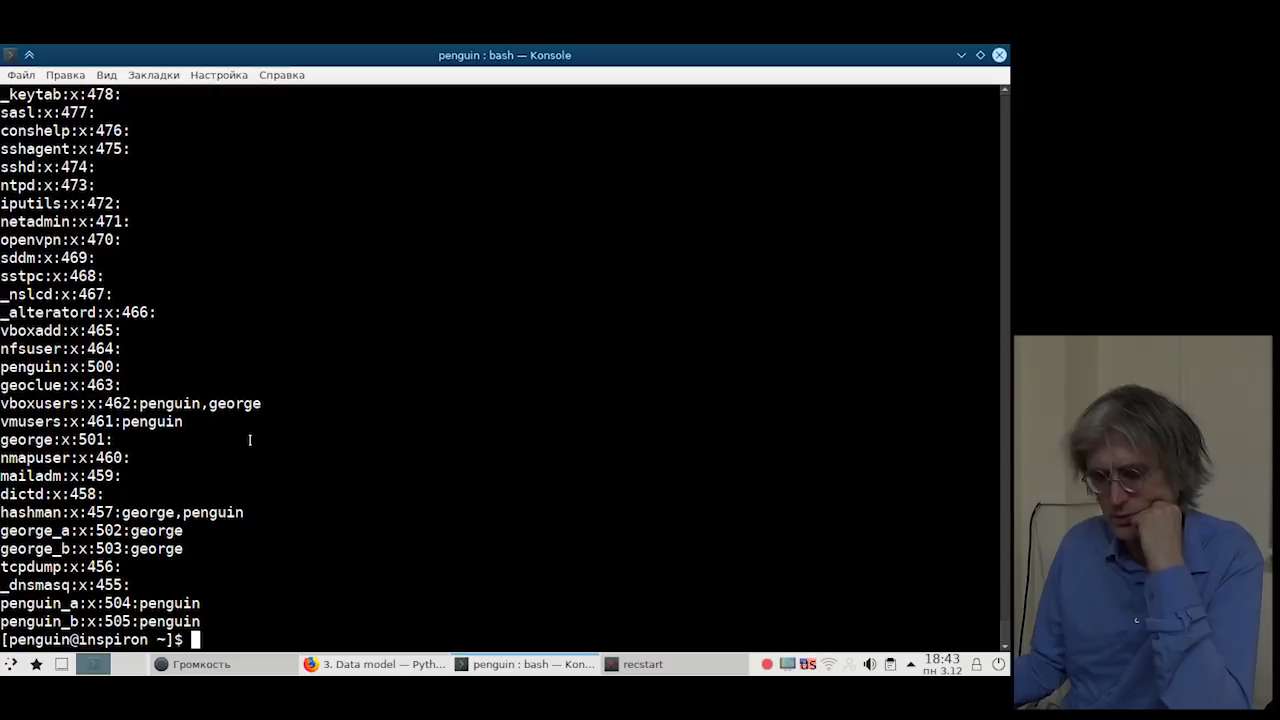 penguin : bash — Konsole
Файл Правка Вид Закладки Настройка Справка
_keytab:x:478:
sasl:x:477:
conshelp:x:476:
sshagent:x:475:
sshd:x:474:
ntpd:x:473:
iputils:x:472:
netadmin:x:471:
openvpn:x:470:
sddm:x:469:
sstpc:x:468:
_nslcd:x:467:
_alteratord:x:466:
vboxadd:x:465:
nfsuser:x:464:
penguin:x:500:
geoclue:x:463:
vboxusers:x:462:penguin,george
vmusers:x:461:penguin
george:x:501:
nmapuser:x:460:
mailadm:x:459:
dictd:x:458:
hashman:x:457:george,penguin
george_a:x:502:george
george_b:x:503:george
tcpdump:x:456:
_dnsmasq:x:455:
penguin_a:x:504:penguin
penguin_b:x:505:penguin
[penguin@inspiron ~]$
Громкость 3. Data model — Pyth... penguin : bash — Kon... recstart us 18:43
пн 3.12